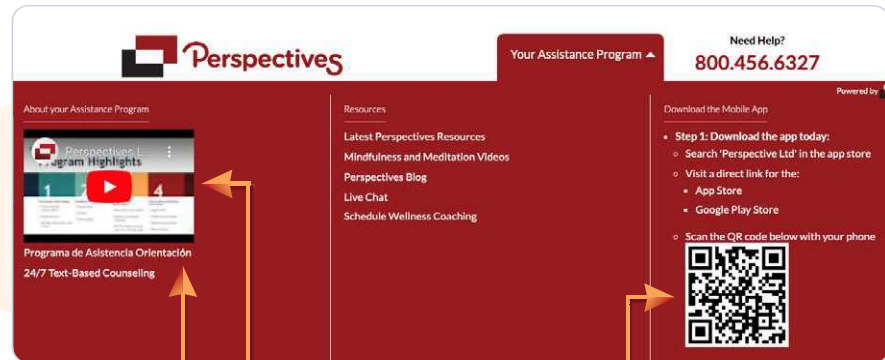 Perspectives
Your Assistance Program
Need Help?
800.456.6327
Powered by
About your Assistance Program
Perspectives
Program Highlights
1
4
Programa de Asistencia Orientación
24/7 Text-Based Counseling
Resources
Latest Perspectives Resources
Mindfulness and Meditation Videos
Perspectives Blog
Live Chat
Schedule Wellness Coaching
Download the Mobile App
• Step 1: Download the app today:
Search 'Perspective Ltd' in the app store
Visit a direct link for the:
App Store
Google Play Store
Scan the QR code below with your phone